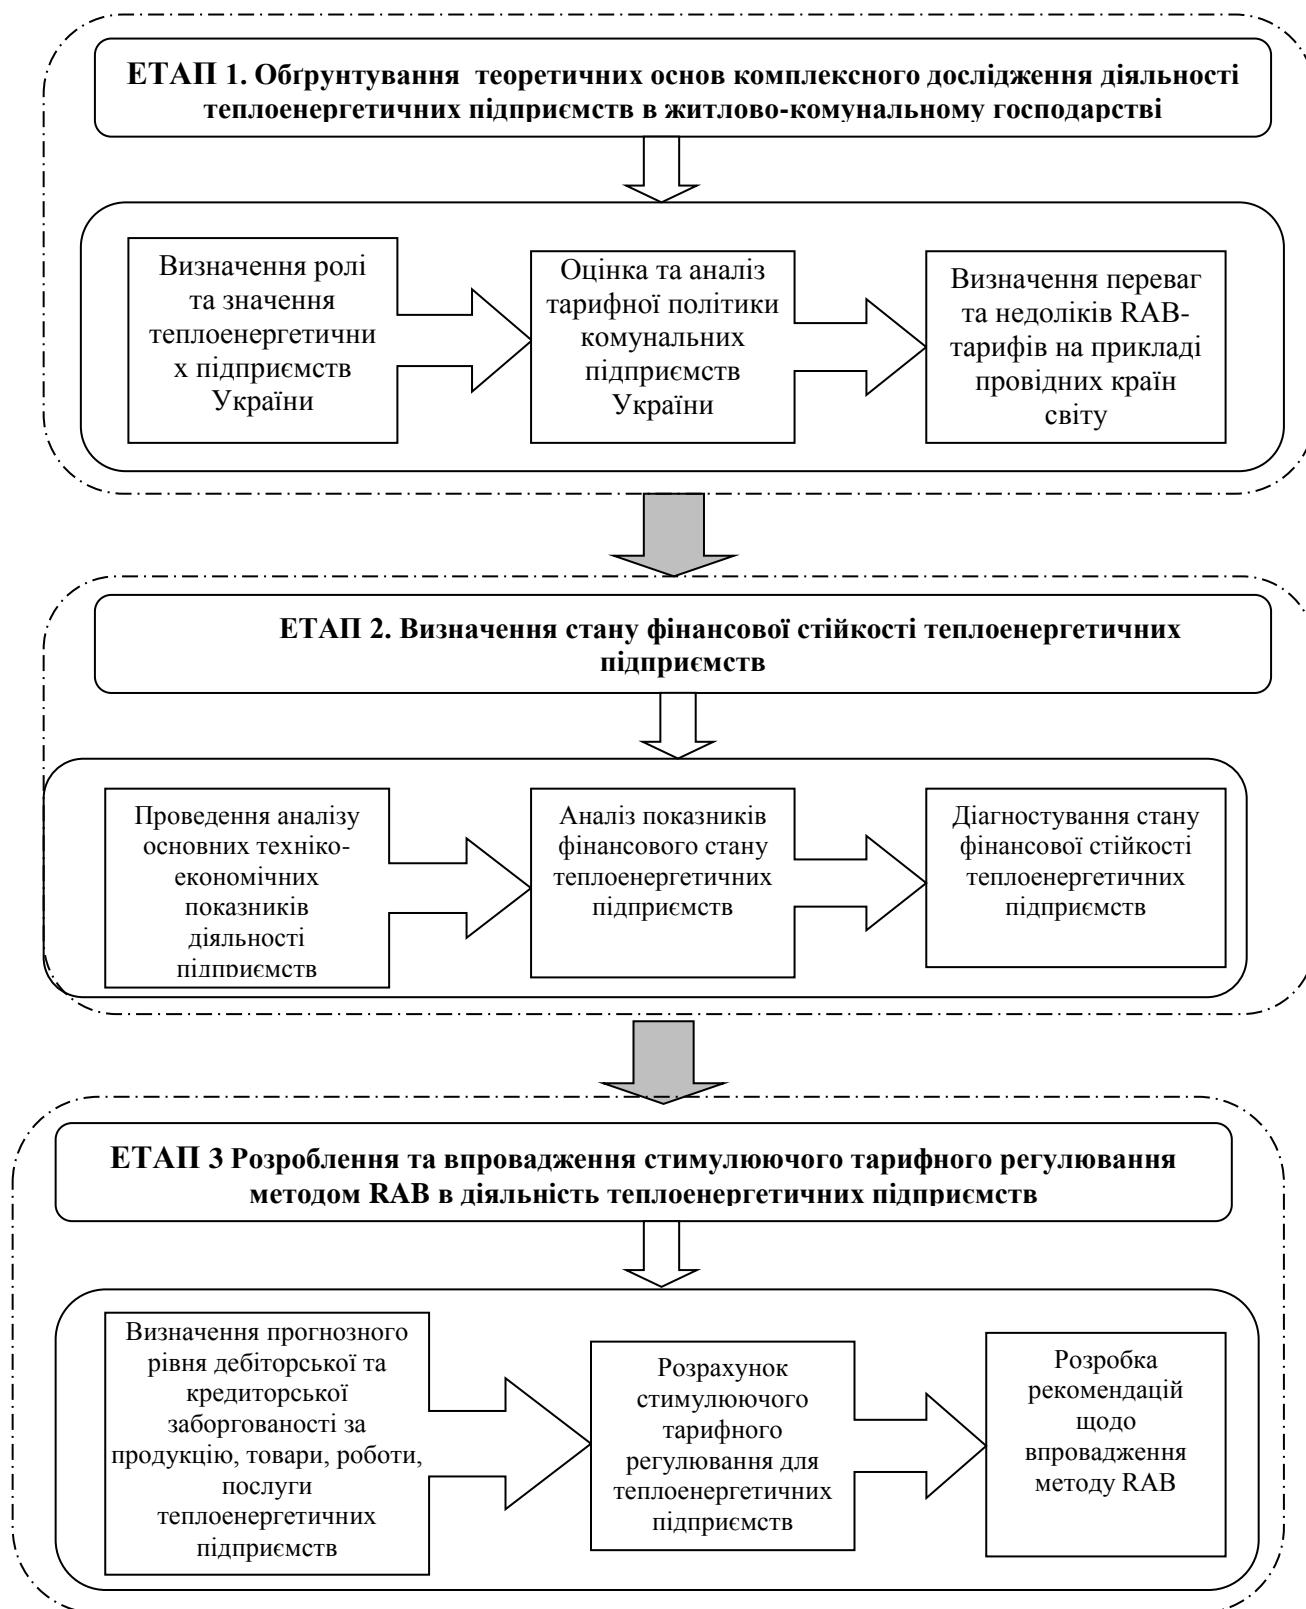 ЕТАП 1. Обґрунтування теоретичних основ комплексного дослідження діяльності
теплоенергетичних підприємств в житлово-комунальному господарстві
Визначення ролі
та значення
теплоенергетични
х підприємств
України
Оцінка та аналіз
тарифної політики
комунальних
підприємств
України
Визначення переваг
та недоліків RAB-
тарифів на прикладі
провідних країн
світу
ЕТАП 2. Визначення стану фінансової стійкості теплоенергетичних
підприємств
Проведення аналізу
основних техніко-
економічних
показників
діяльності
підприємств
Аналіз показників
фінансового стану
теплоенергетичних
підприємств
Діагностування стану
фінансової стійкості
теплоенергетичних
підприємств
ЕТАП 3 Розроблення та впровадження стимулюючого тарифного регулювання
методом RAB в діяльність теплоенергетичних підприємств
Визначення прогнозного
рівня дебіторської та
кредиторської
заборгованості за
продукцію, товари, роботи,
послуги
теплоенергетичних
підприємств
Розрахунок
стимулюючого
тарифного
регулювання для
теплоенергетичних
підприємств
Розробка
рекомендацій
щодо
впровадження
методу RAB